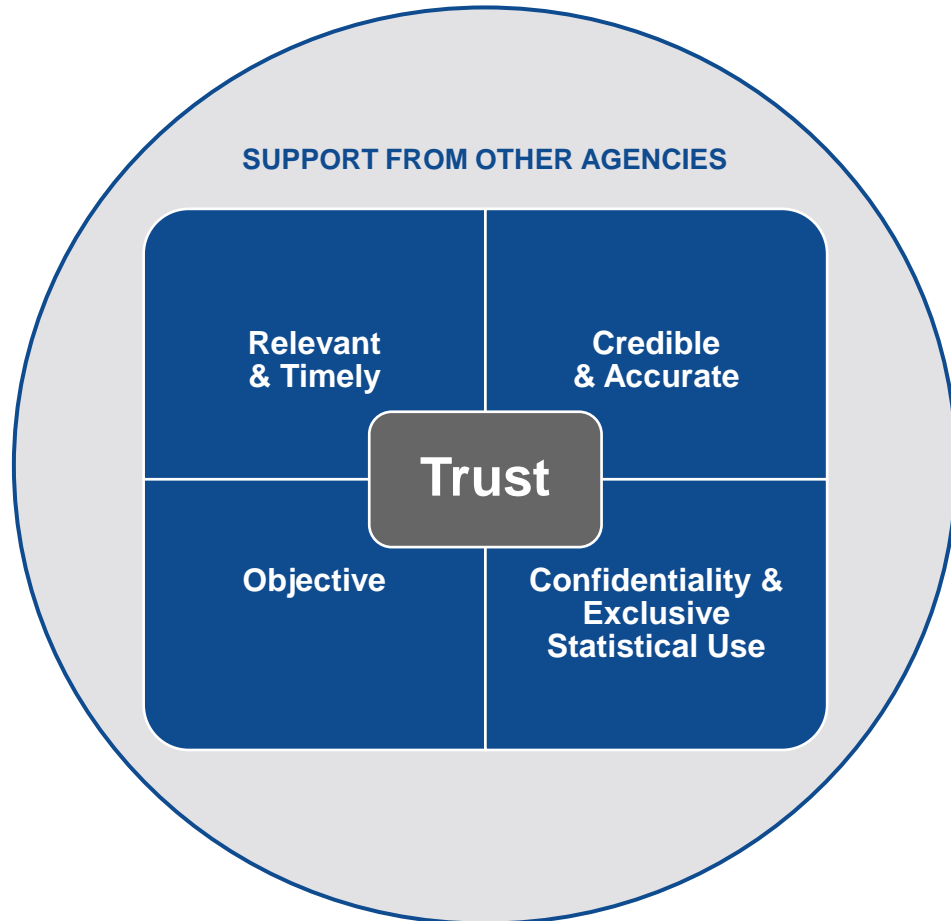 SUPPORT FROM OTHER AGENCIES
Relevant
& Timely
Credible
& Accurate
Trust
Objective
Confidentiality &
Exclusive
Statistical Use